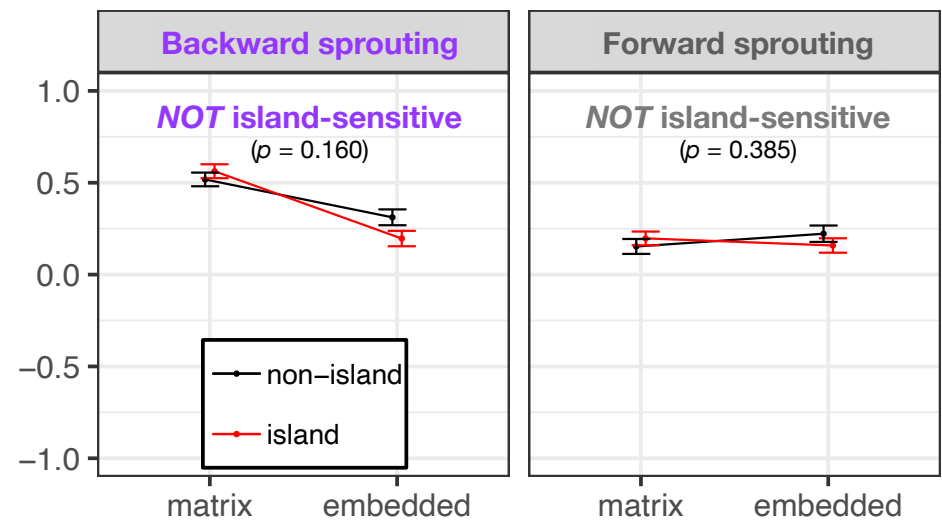 Backward sprouting
Forward sprouting
NOT island-sensitive
(p = 0.160)
NOT island-sensitive
(p = 0.385)
1.0
0.5
0.0
−0.5
−1.0
non−island
island
matrix
embedded
matrix
embedded